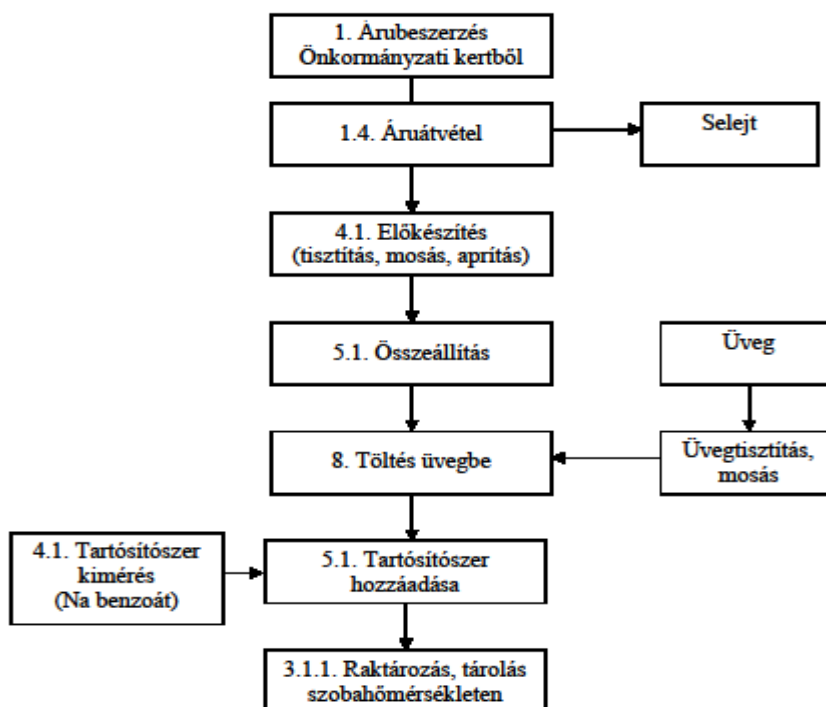 1. Árubeszerzés
Önkormányzati kertből
1.4. Áruátvétel
Selejt
4.1. Előkészítés
(tisztítás, mosás, aprítás)
5.1. Összeállítás
Üveg
8. Töltés üvegbe
Üvegtisztítás,
mosás
4.1. Tartósítószer
kimérés
(Na benzoát)
5.1. Tartósítószer
hozzáadása
3.1.1. Raktározás, tárolás
szobahőmérsékleten